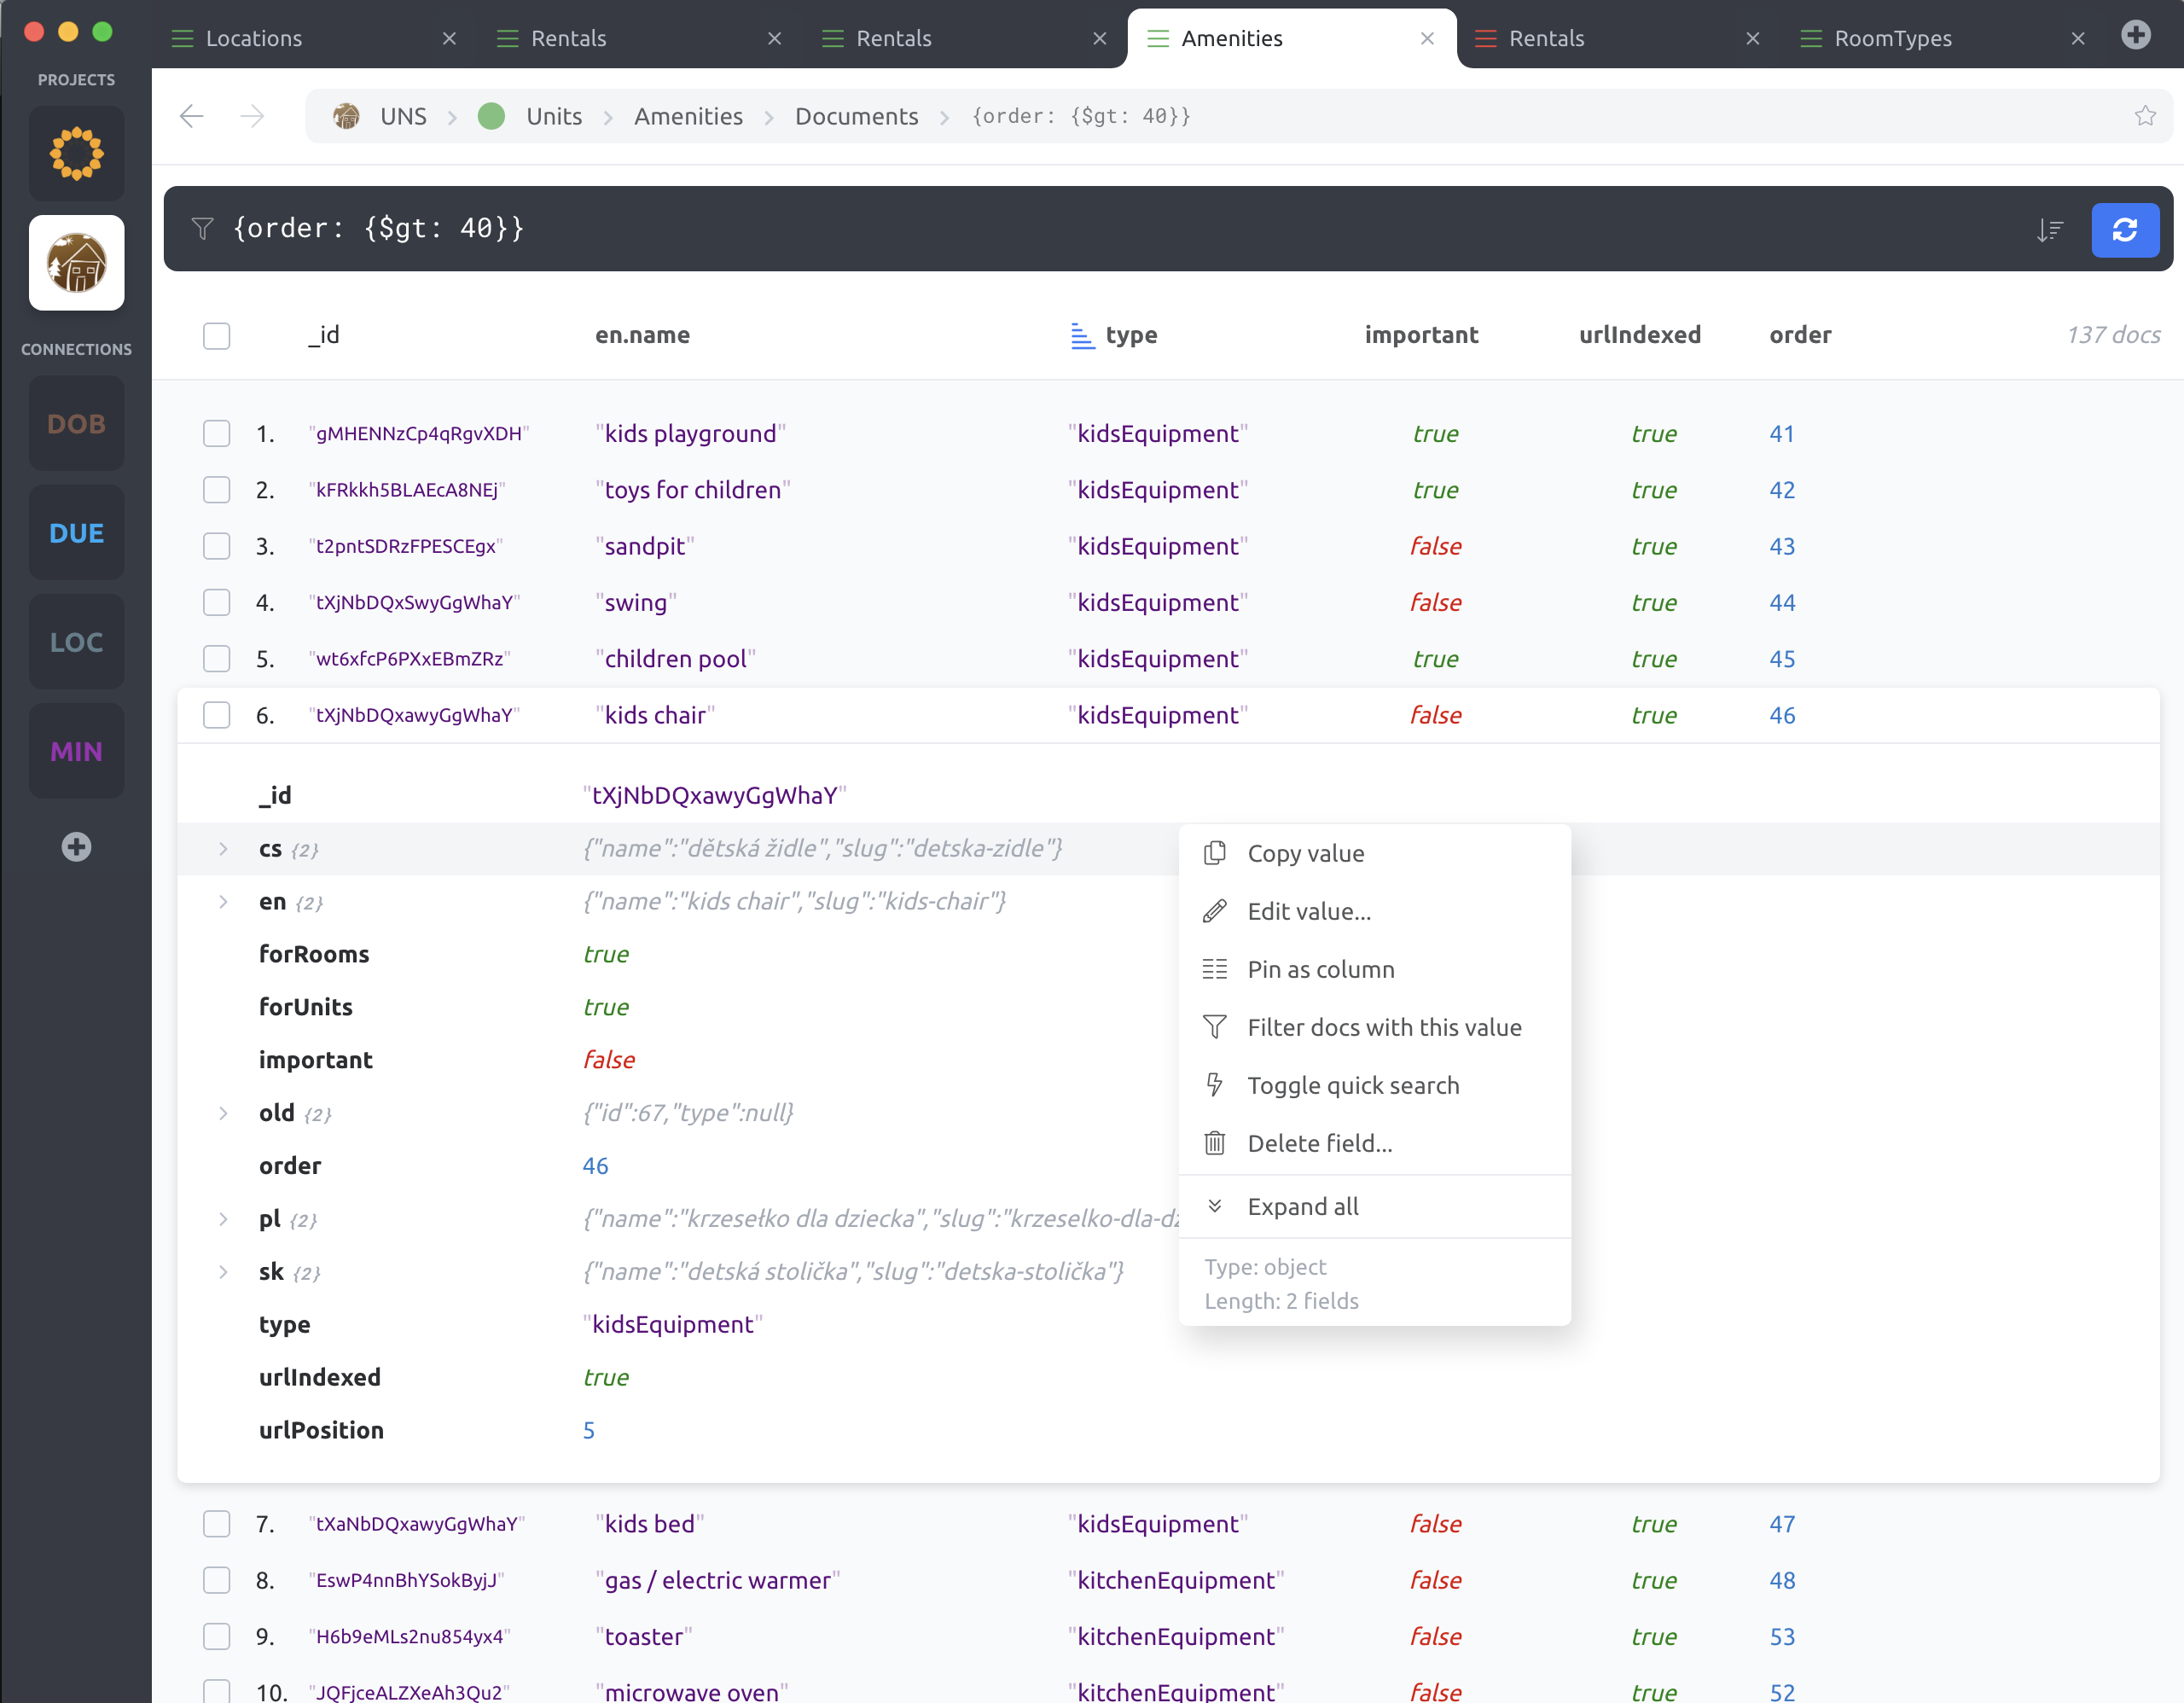 Locations
Rentals
Rentals
Amenities
Rentals
RoomTypes
PROJECTS
CONNECTIONS
DOB
DUE
LOC
MIN
UNS Units Amenities Documents {order: {$gt: 40}}
{order: {$gt: 40}}
_id en.name type important urlIndexed order 137 docs
1. "gMHENNzCp4qRgvXDH" "kids playground" "kidsEquipment" true true 41
2. "kFRkkh5BLAEcA8NEj" "toys for children" "kidsEquipment" true true 42
3. "t2pntSDRzFPESCEgx" "sandpit" "kidsEquipment" false true 43
4. "tXjNbDQxSwyGgWhaY" "swing" "kidsEquipment" false true 44
5. "wt6xfcP6PXxEBmZRz" "children pool" "kidsEquipment" true true 45
6. "tXjNbDQxawyGgWhaY" "kids chair" "kidsEquipment" false true 46
_id "tXjNbDQxawyGgWhaY"
cs {2} {"name":"dětská židle","slug":"detska-zidle"}
en {2} {"name":"kids chair","slug":"kids-chair"}
forRooms true
forUnits true
important false
old {2} {"id":67,"type":null}
order 46
pl {2} {"name":"krzesełko dla dziecka","slug":"krzeselko-dla-dz
sk {2} {"name":"detská stolička","slug":"detska-stolička"}
type "kidsEquipment"
urlIndexed true
urlPosition 5
Copy value
Edit value...
Pin as column
Filter docs with this value
Toggle quick search
Delete field...
Expand all
Type: object
Length: 2 fields
7. "tXaNbDQxawyGgWhaY" "kids bed" "kidsEquipment" false true 47
8. "EswP4nnBhYSokByjJ" "gas / electric warmer" "kitchenEquipment" false true 48
9. "H6b9eMLs2nu854yx4" "toaster" "kitchenEquipment" false true 53
10. "JQFjceALZXeAh3Qu2" "microwave oven" "kitchenEquipment" false true 52